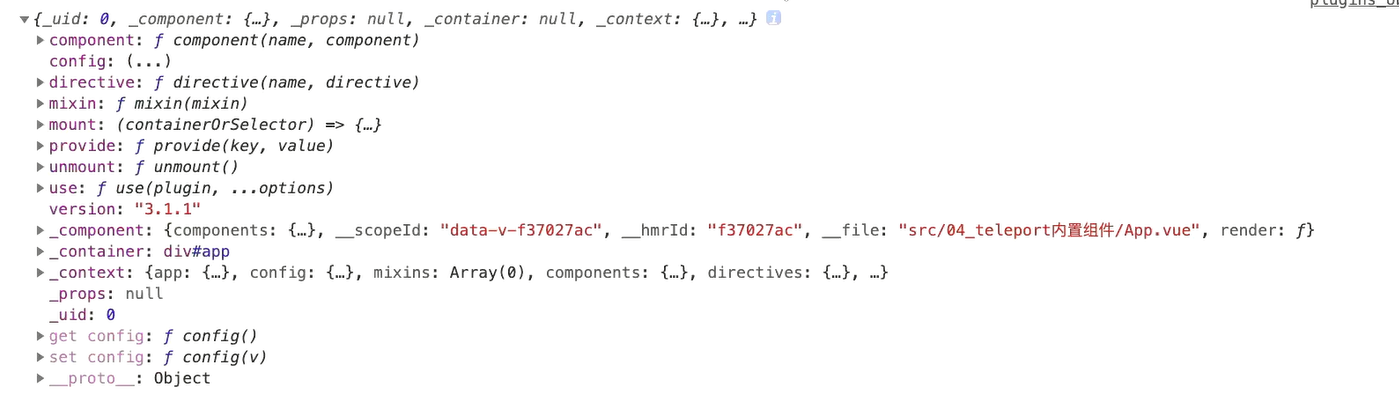 plugins_o
▼{_uid: 0, _component: {…}, _props: null, _container: null, _context: {…}, …} i
▶component: ƒ component(name, component)
config: (...)
▶directive: ƒ directive(name, directive)
▶mixin: ƒ mixin(mixin)
▶mount: (containerOrSelector) => {…}
▶provide: ƒ provide(key, value)
▶unmount: ƒ unmount()
▶use: ƒ use(plugin, ...options)
version: "3.1.1"
▶_component: {components: {…}, __scopeId: "data-v-f37027ac", __hmrId: "f37027ac", __file: "src/04_teleport内置组件/App.vue", render: ƒ}
▶_container: div#app
▶_context: {app: {…}, config: {…}, mixins: Array(0), components: {…}, directives: {…}, …}
_props: null
_uid: 0
▶get config: ƒ config()
▶set config: ƒ config(v)
▶__proto__: Object